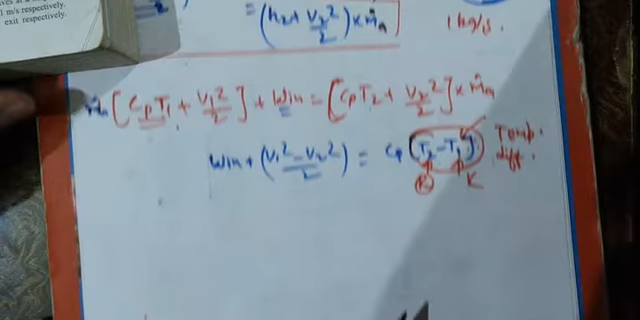 1 m/s respectively.
exit respectively.
= (h2 + V2²/2) × ṁa
1 kg/s.
ṁa [CpT1 + V1²/2] + Win = [CpT2 + V2²/2] × ṁa
Win + (V1² - V2²/2) = Cp (T2 - T1) Temp. diff.
K K